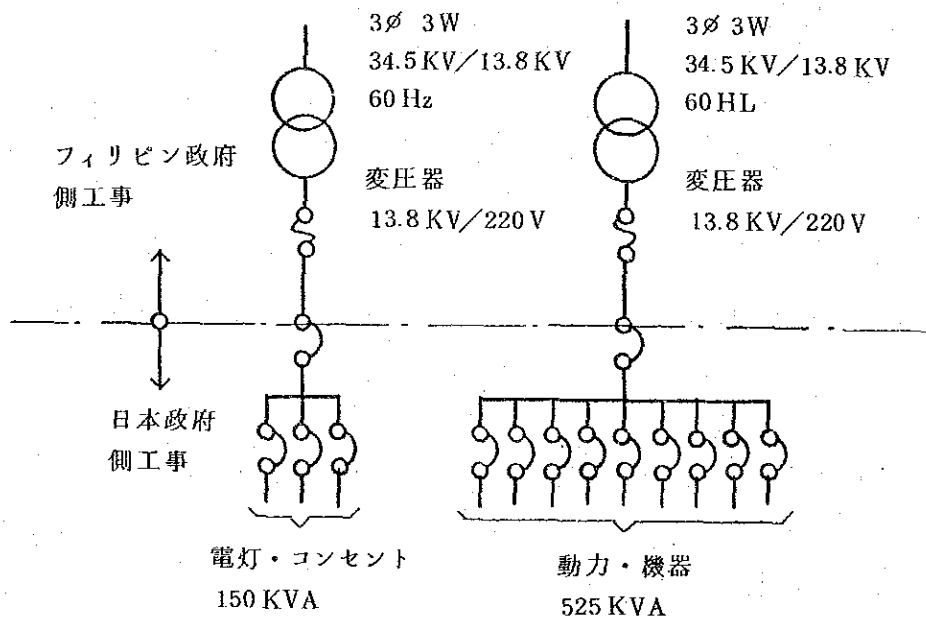 3∅ 3W
34.5KV/13.8KV
60Hz
変圧器
13.8KV/220V
3∅ 3W
34.5KV/13.8KV
60HL
変圧器
13.8KV/220V
フィリピン政府
側工事
日本政府
側工事
電灯・コンセント
150KVA
動力・機器
525KVA